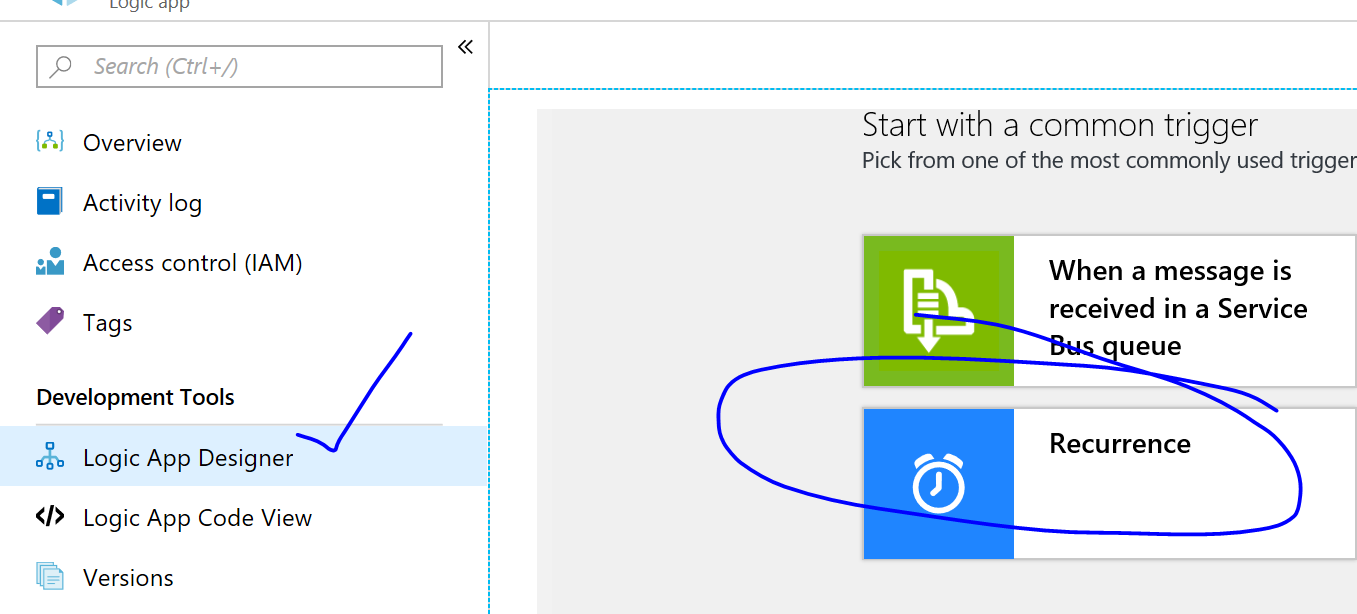 Logic app
Search (Ctrl+/)
Overview
Activity log
Access control (IAM)
Tags
Development Tools
Logic App Designer
Logic App Code View
Versions
Start with a common trigger
Pick from one of the most commonly used trigger
When a message is
received in a Service
Bus queue
Recurrence